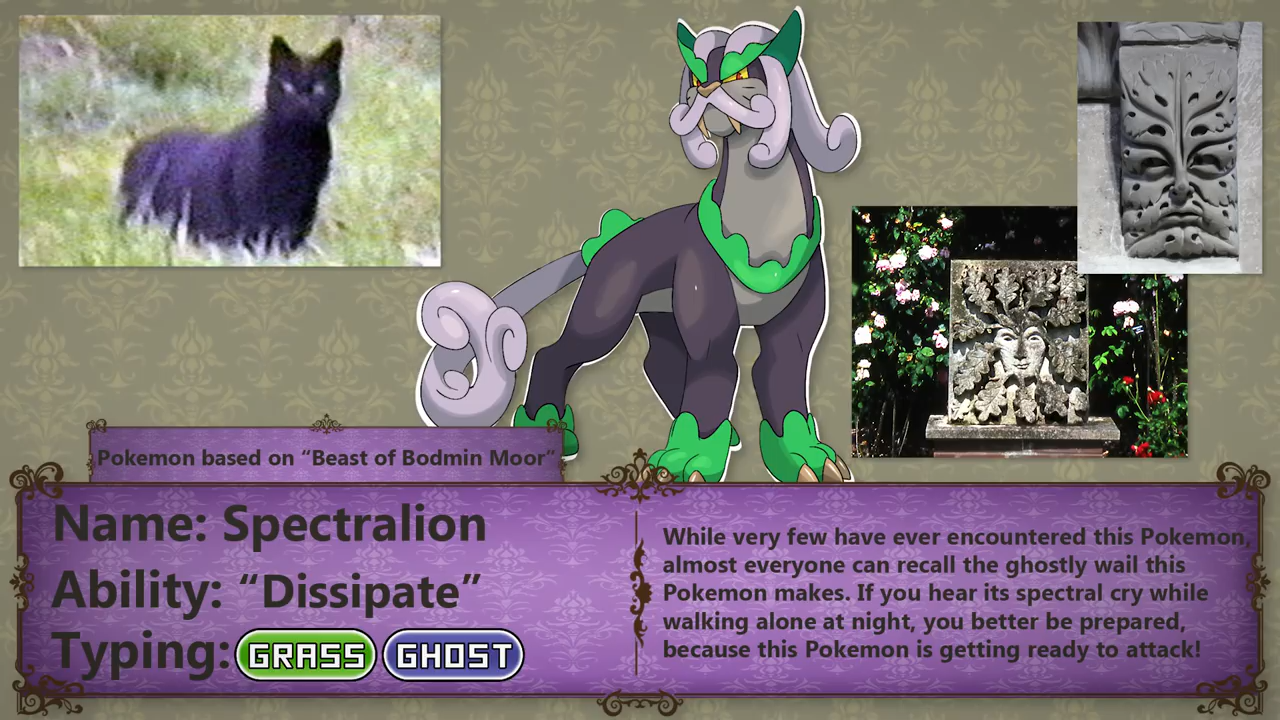 Pokemon based on “Beast of Bodmin Moor”
Name: Spectralion
Ability: “Dissipate”
Typing: GRASS GHOST
While very few have ever encountered this Pokemon,
almost everyone can recall the ghostly wail this
Pokemon makes. If you hear its spectral cry while
walking alone at night, you better be prepared,
because this Pokemon is getting ready to attack!